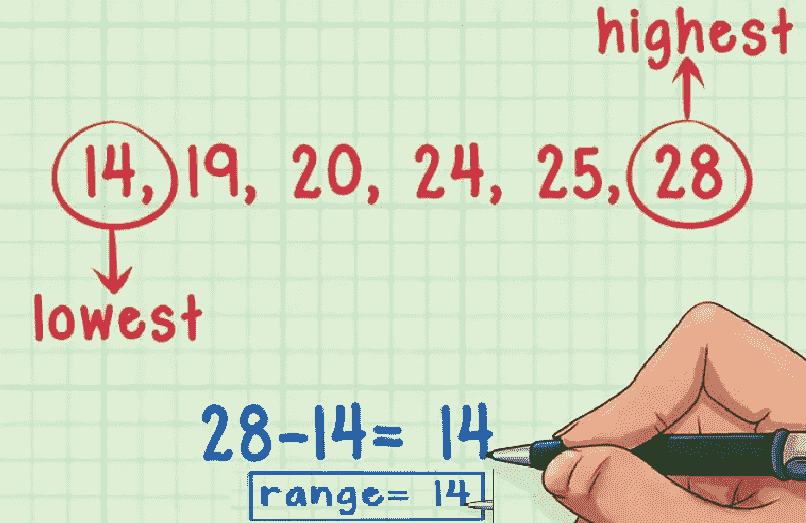 highest
14, 19, 20, 24, 25, 28
lowest
28-14= 14
range= 14